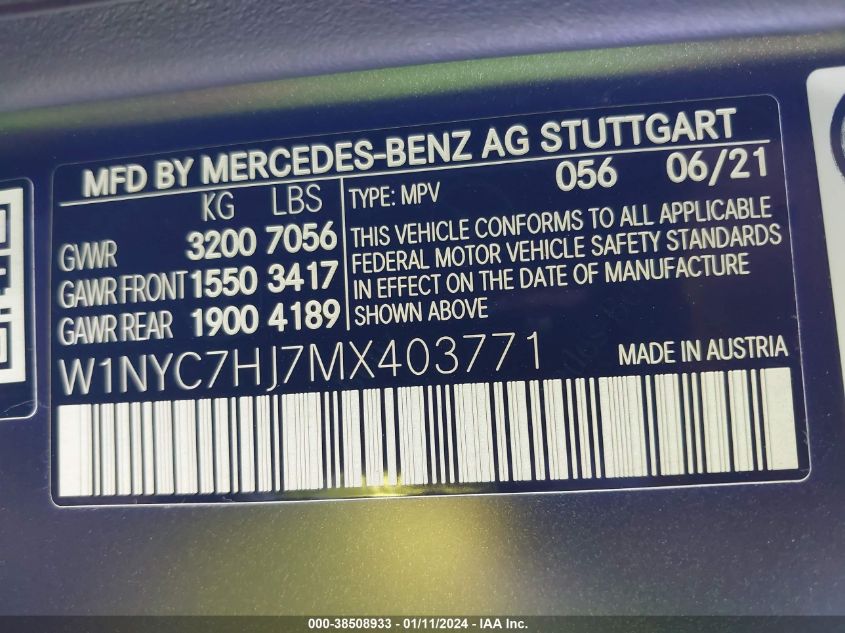 MFD BY MERCEDES-BENZ AG STUTTGART
KG LBS
GVWR 3200 7056
GAWR FRONT 1550 3417
GAWR REAR 1900 4189
TYPE: MPV 056 06/21
THIS VEHICLE CONFORMS TO ALL APPLICABLE
FEDERAL MOTOR VEHICLE SAFETY STANDARDS
IN EFFECT ON THE DATE OF MANUFACTURE
SHOWN ABOVE
W1NYC7HJ7MX403771 MADE IN AUSTRIA
000-38508933 - 01/11/2024 - IAA Inc.